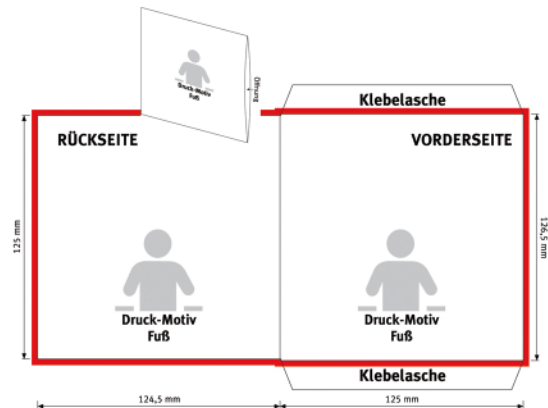 Druck-Motiv
Fuß
Öffnung
Klebelasche
RÜCKSEITE
VORDERSEITE
125 mm
126,5 mm
Druck-Motiv
Fuß
Druck-Motiv
Fuß
Klebelasche
124,5 mm
125 mm